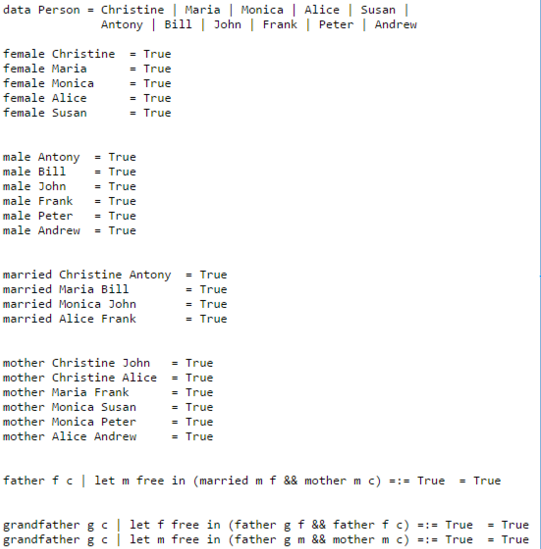 data Person = Christine | Maria | Monica | Alice | Susan |
              Antony | Bill | John | Frank | Peter | Andrew

female Christine  = True
female Maria      = True
female Monica     = True
female Alice      = True
female Susan      = True

male Antony  = True
male Bill    = True
male John    = True
male Frank   = True
male Peter   = True
male Andrew  = True

married Christine Antony  = True
married Maria Bill        = True
married Monica John       = True
married Alice Frank       = True

mother Christine John   = True
mother Christine Alice  = True
mother Maria Frank      = True
mother Monica Susan     = True
mother Monica Peter     = True
mother Alice Andrew     = True

father f c | let m free in (married m f && mother m c) =:= True  = True

grandfather g c | let f free in (father g f && father f c) =:= True  = True
grandfather g c | let m free in (father g m && mother m c) =:= True  = True